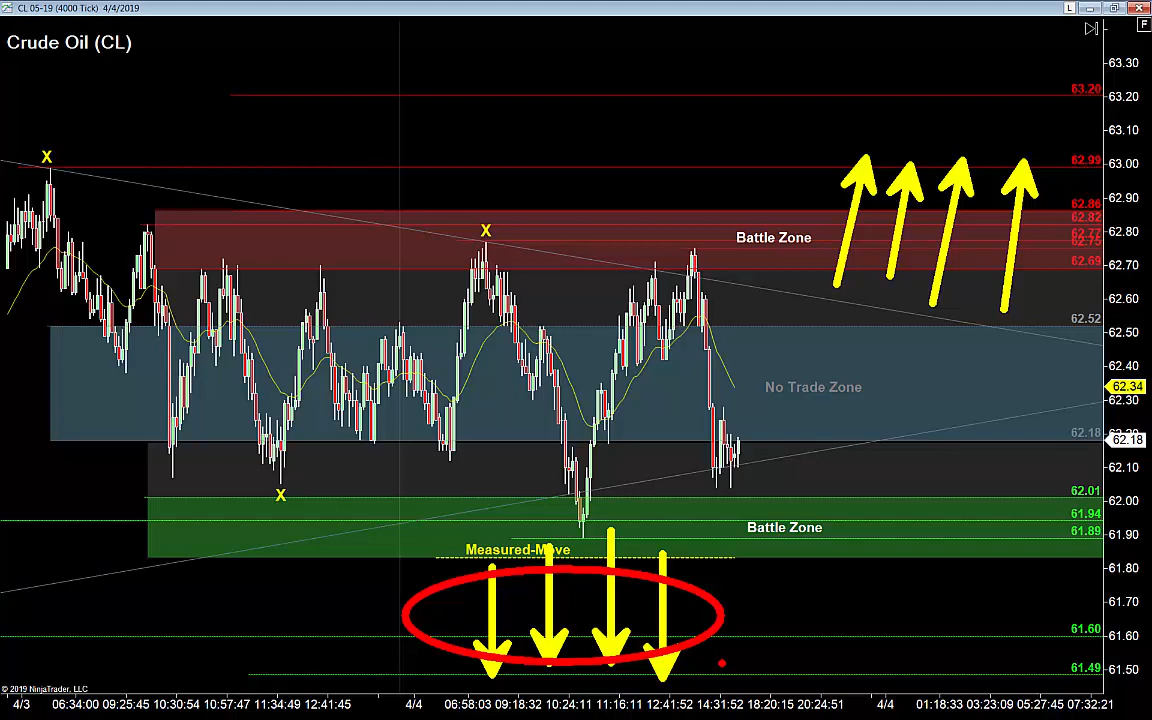 CL 05-19 (4000 Tick) 4/4/2019
L
F
Crude Oil (CL)
63.30
63.20
63.20
63.10
X
62.99
63.00
62.90
62.86
62.82
X
Battle Zone
62.77
62.80
62.75
62.69
62.70
62.60
62.52
62.50
62.40
No Trade Zone
62.34
62.30
62.18
62.18
62.10
X
62.01
62.00
61.94
Battle Zone
61.89
61.90
Measured-Move
61.80
61.70
61.60
61.60
61.49
61.50
© 2019 NinjaTrader, LLC
4/3 06:34:00 09:25:45 10:30:54 10:57:47 11:34:49 12:41:45 4/4 06:58:03 09:18:32 10:24:11 11:16:11 12:41:52 14:31:52 18:20:15 20:24:51 4/4 01:18:33 03:23:09 05:27:45 07:32:21